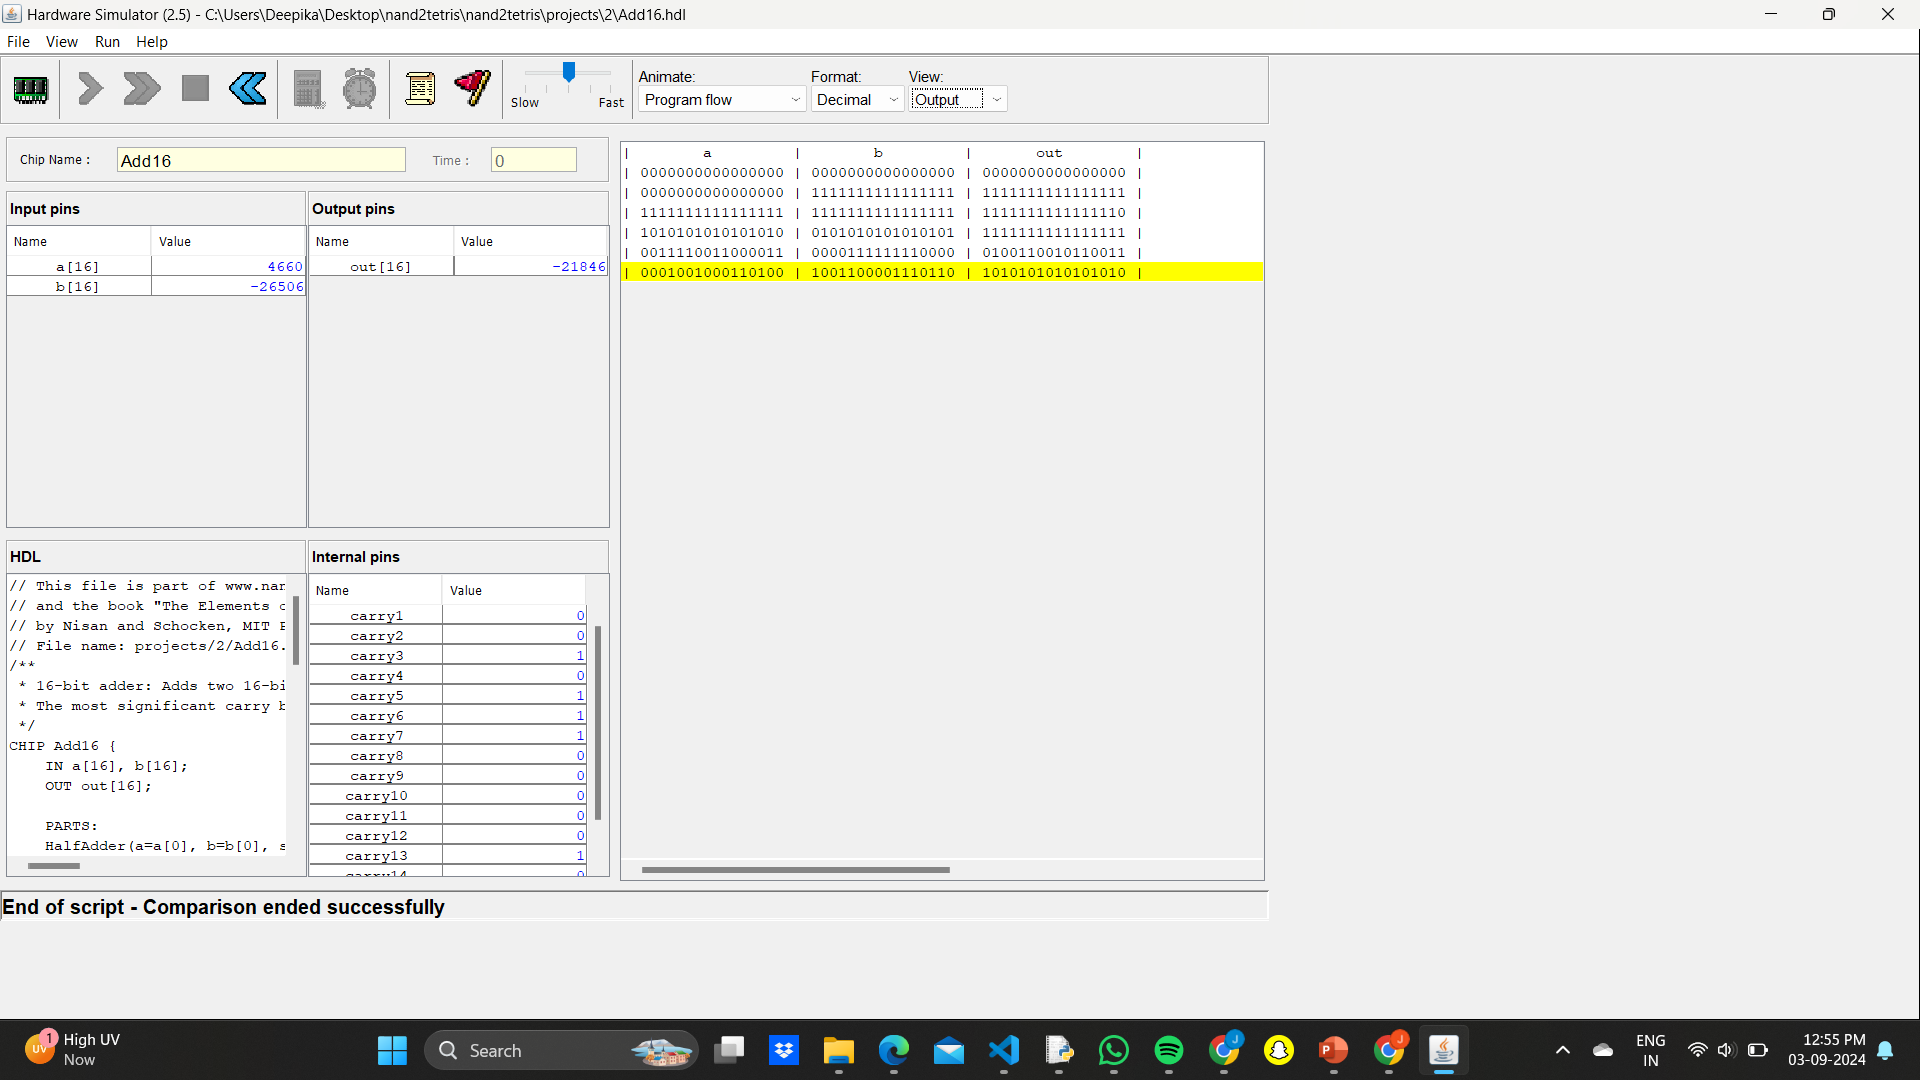 Hardware Simulator (2.5) - C:\Users\Deepika\Desktop\nand2tetris\nand2tetris\projects\2\Add16.hdl
File View Run Help
Slow Fast
Animate: Format: View:
Program flow Decimal Output
Chip Name : Add16 Time : 0
Input pins
Name Value
a[16] 4660
b[16] -26506
Output pins
Name Value
out[16] -21846
| a | b | out |
| 0000000000000000 | 0000000000000000 | 0000000000000000 |
| 0000000000000000 | 1111111111111111 | 1111111111111111 |
| 1111111111111111 | 1111111111111111 | 1111111111111110 |
| 1010101010101010 | 0101010101010101 | 1111111111111111 |
| 0011110011000011 | 0000111111110000 | 0100110010110011 |
| 0001001000110100 | 1001100001110110 | 1010101010101010 |
HDL
// This file is part of www.nan
// and the book "The Elements o
// by Nisan and Schocken, MIT P
// File name: projects/2/Add16.
/**
* 16-bit adder: Adds two 16-bi
* The most significant carry b
*/
CHIP Add16 {
IN a[16], b[16];
OUT out[16];
PARTS:
HalfAdder(a=a[0], b=b[0], s
Internal pins
Name Value
carry1 0
carry2 0
carry3 1
carry4 0
carry5 1
carry6 1
carry7 1
carry8 0
carry9 0
carry10 0
carry11 0
carry12 0
carry13 1
carry14 0
End of script - Comparison ended successfully
UV 1 High UV
Now
Search
J
P
J
ENG
IN
12:55 PM
03-09-2024